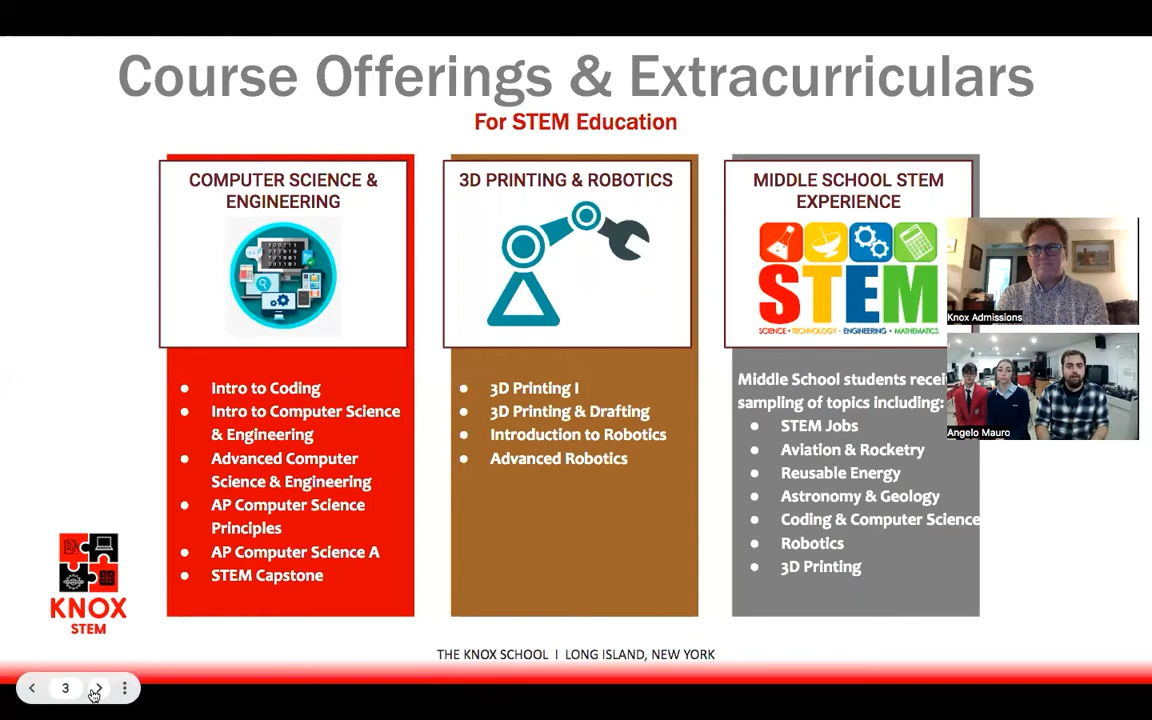 Course Offerings & Extracurriculars
For STEM Education
COMPUTER SCIENCE &
ENGINEERING
Intro to Coding
Intro to Computer Science
& Engineering
Advanced Computer
Science & Engineering
AP Computer Science
Principles
AP Computer Science A
STEM Capstone
3D PRINTING & ROBOTICS
3D Printing I
3D Printing & Drafting
Introduction to Robotics
Advanced Robotics
MIDDLE SCHOOL STEM
EXPERIENCE
STEM
SCIENCE • TECHNOLOGY • ENGINEERING • MATHEMATICS
Middle School students recei
sampling of topics including:
STEM Jobs
Aviation & Rocketry
Reusable Energy
Astronomy & Geology
Coding & Computer Science
Robotics
3D Printing
Knox Admissions
Angelo Mauro
KNOX
STEM
THE KNOX SCHOOL | LONG ISLAND, NEW YORK
3